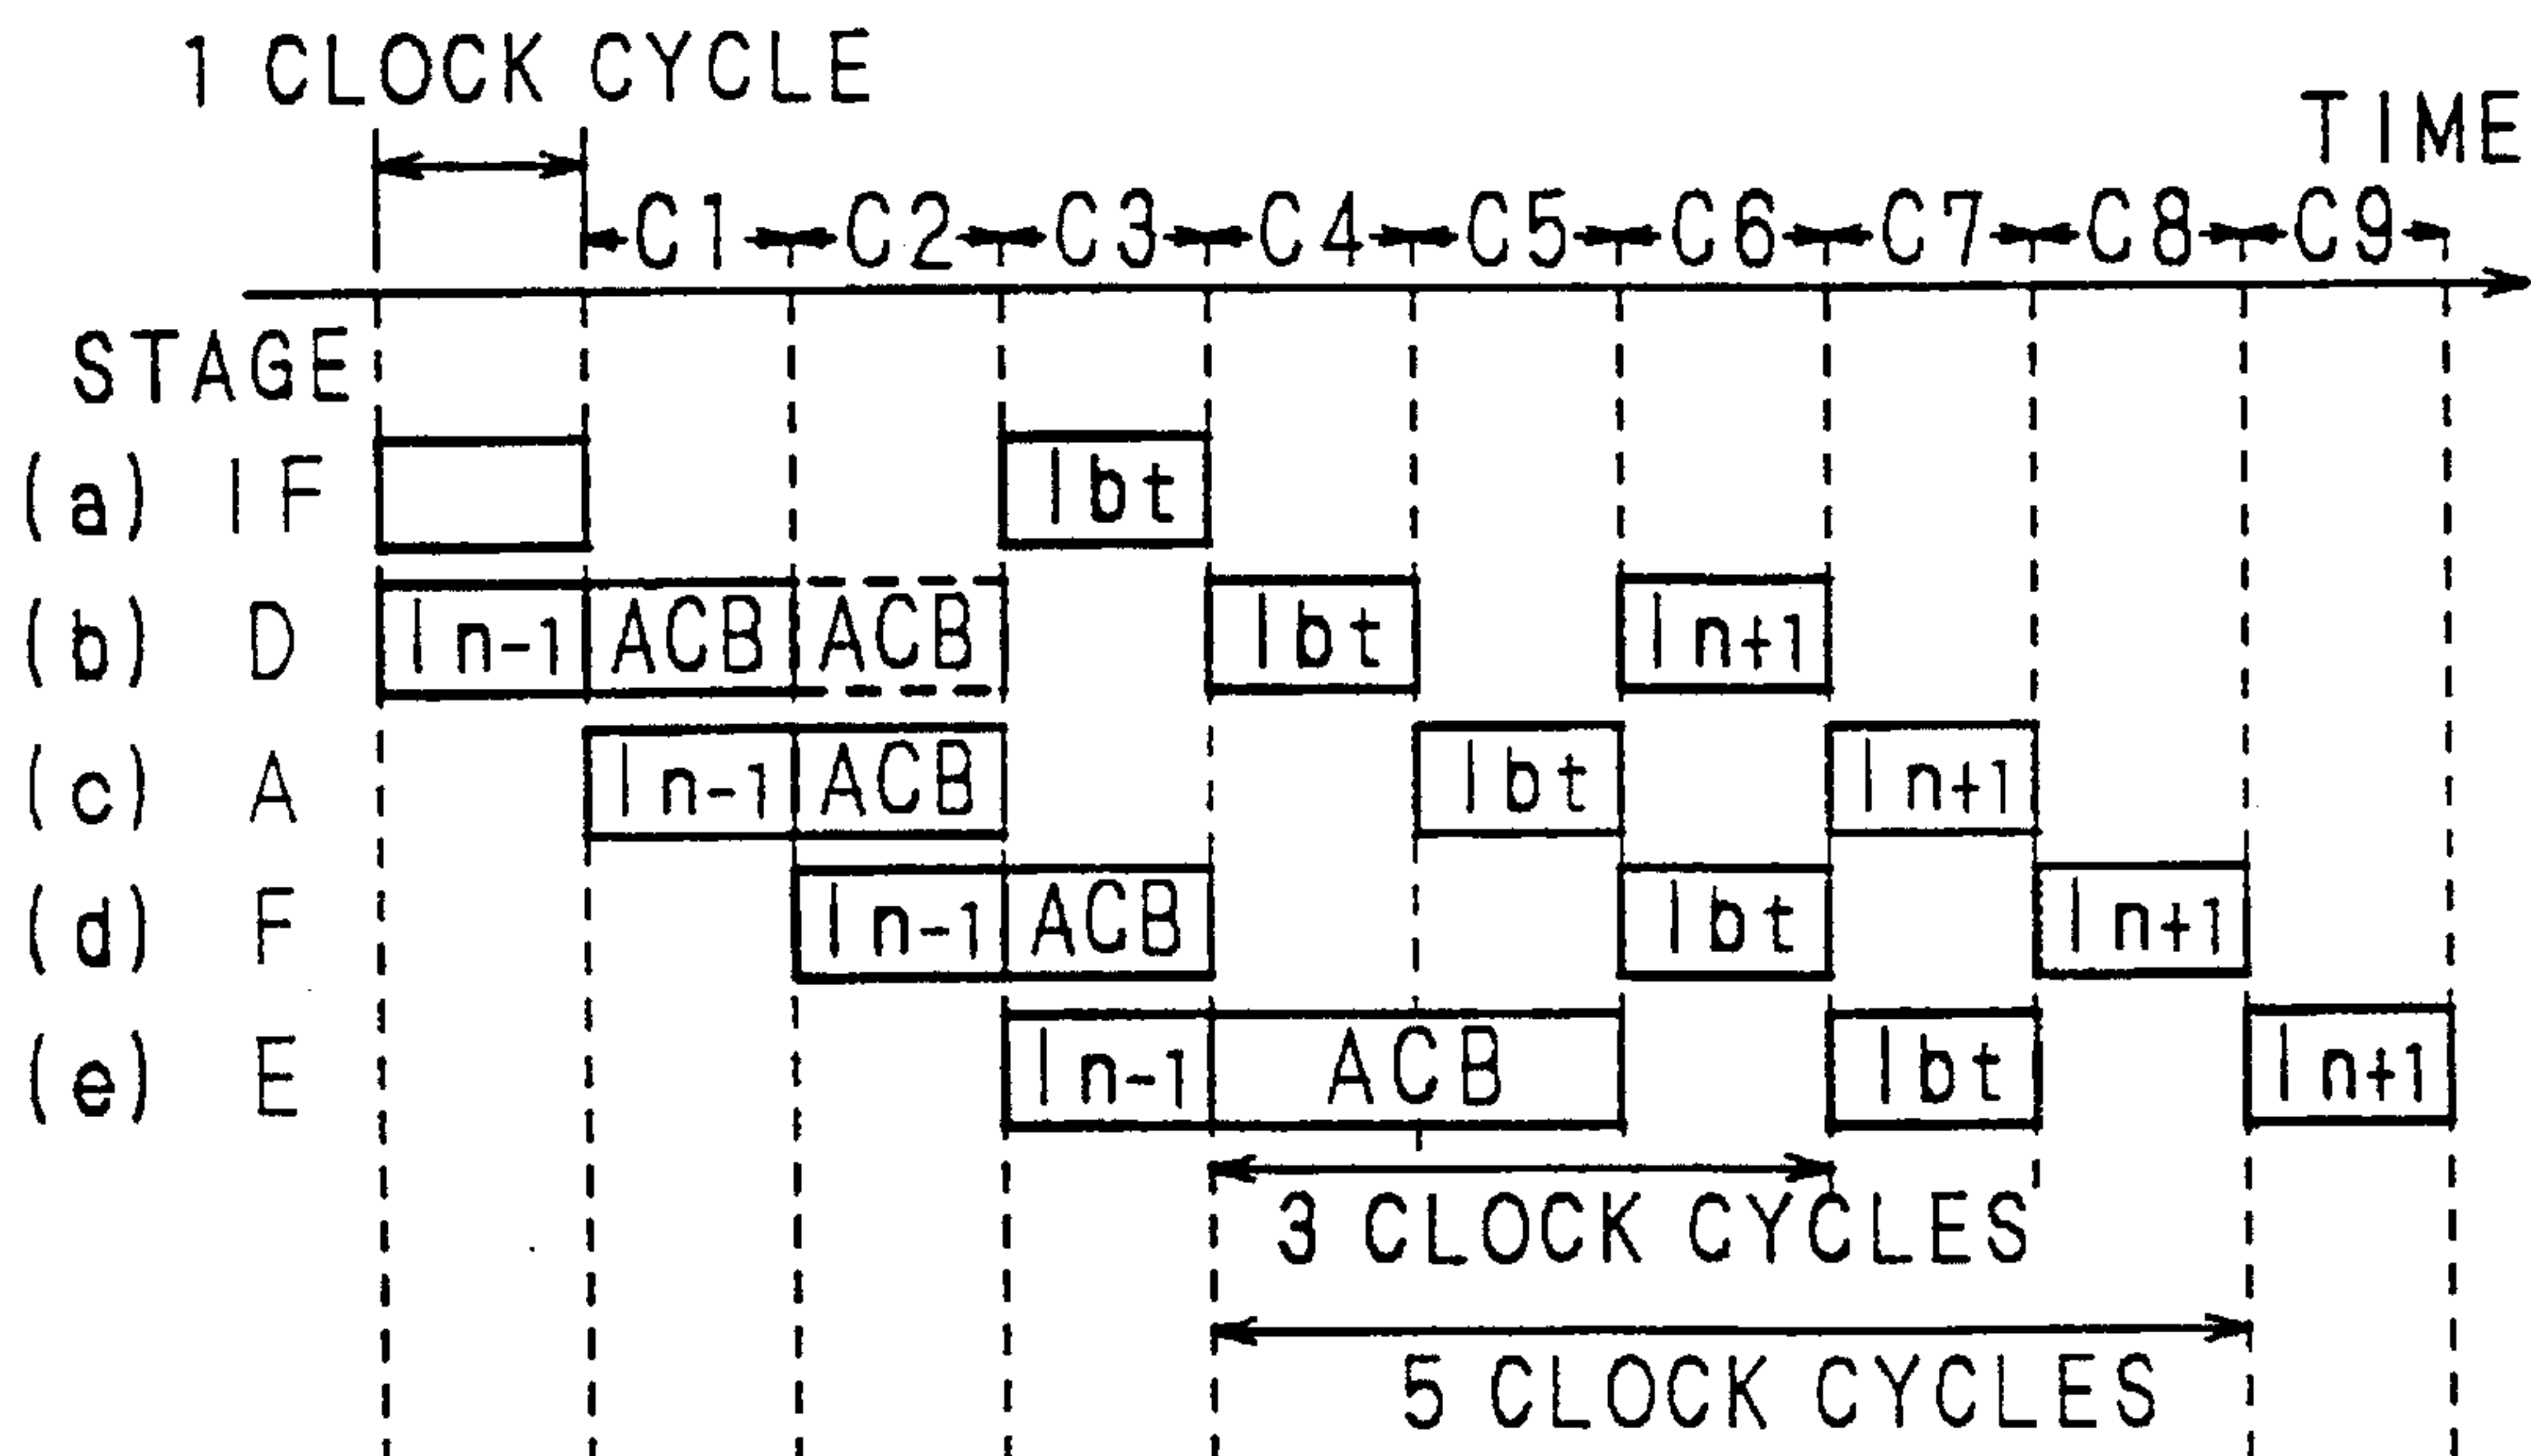 1 CLOCK CYCLE
TIME
C1 C2 C3 C4 C5 C6 C7 C8 C9
STAGE
(a) IF Ibt
(b) D In-1 ACB ACB Ibt In+1
(c) A In-1 ACB Ibt In+1
(d) F In-1 ACB Ibt In+1
(e) E In-1 ACB Ibt In+1
3 CLOCK CYCLES
5 CLOCK CYCLES